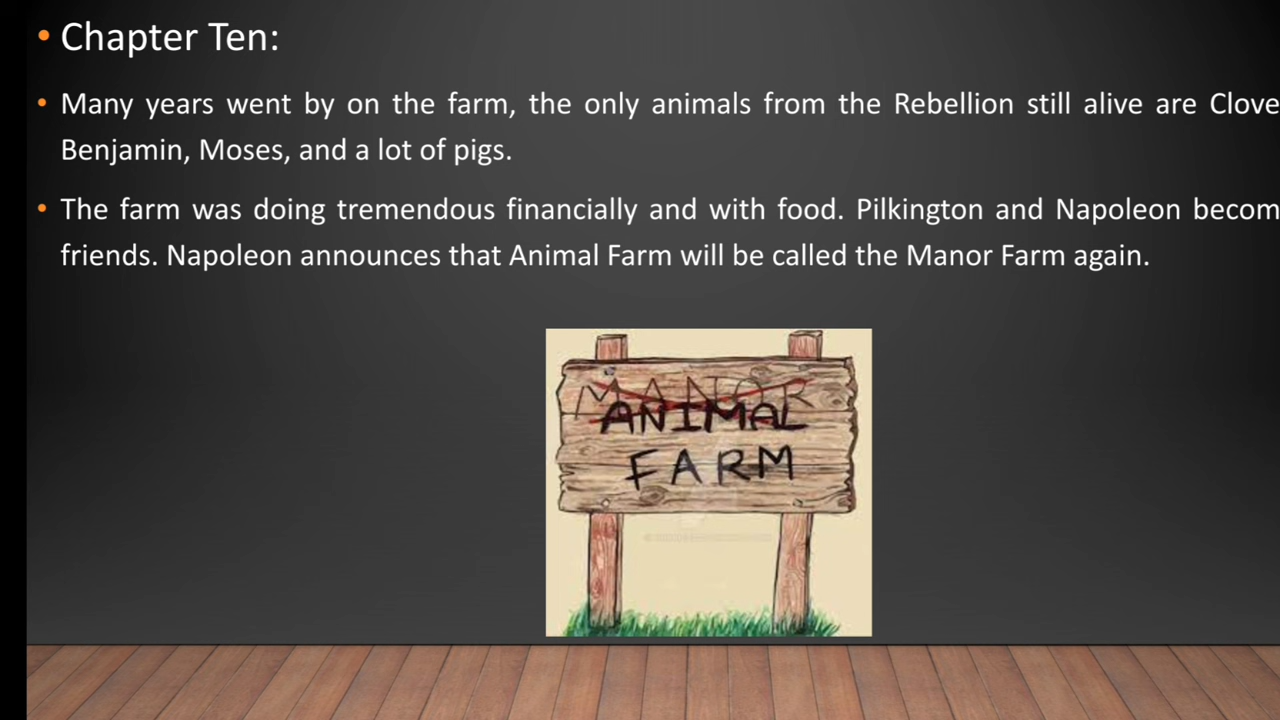 Chapter Ten:
Many years went by on the farm, the only animals from the Rebellion still alive are Clove
Benjamin, Moses, and a lot of pigs.
The farm was doing tremendous financially and with food. Pilkington and Napoleon becom
friends. Napoleon announces that Animal Farm will be called the Manor Farm again.
MANOR
ANIMAL
FARM